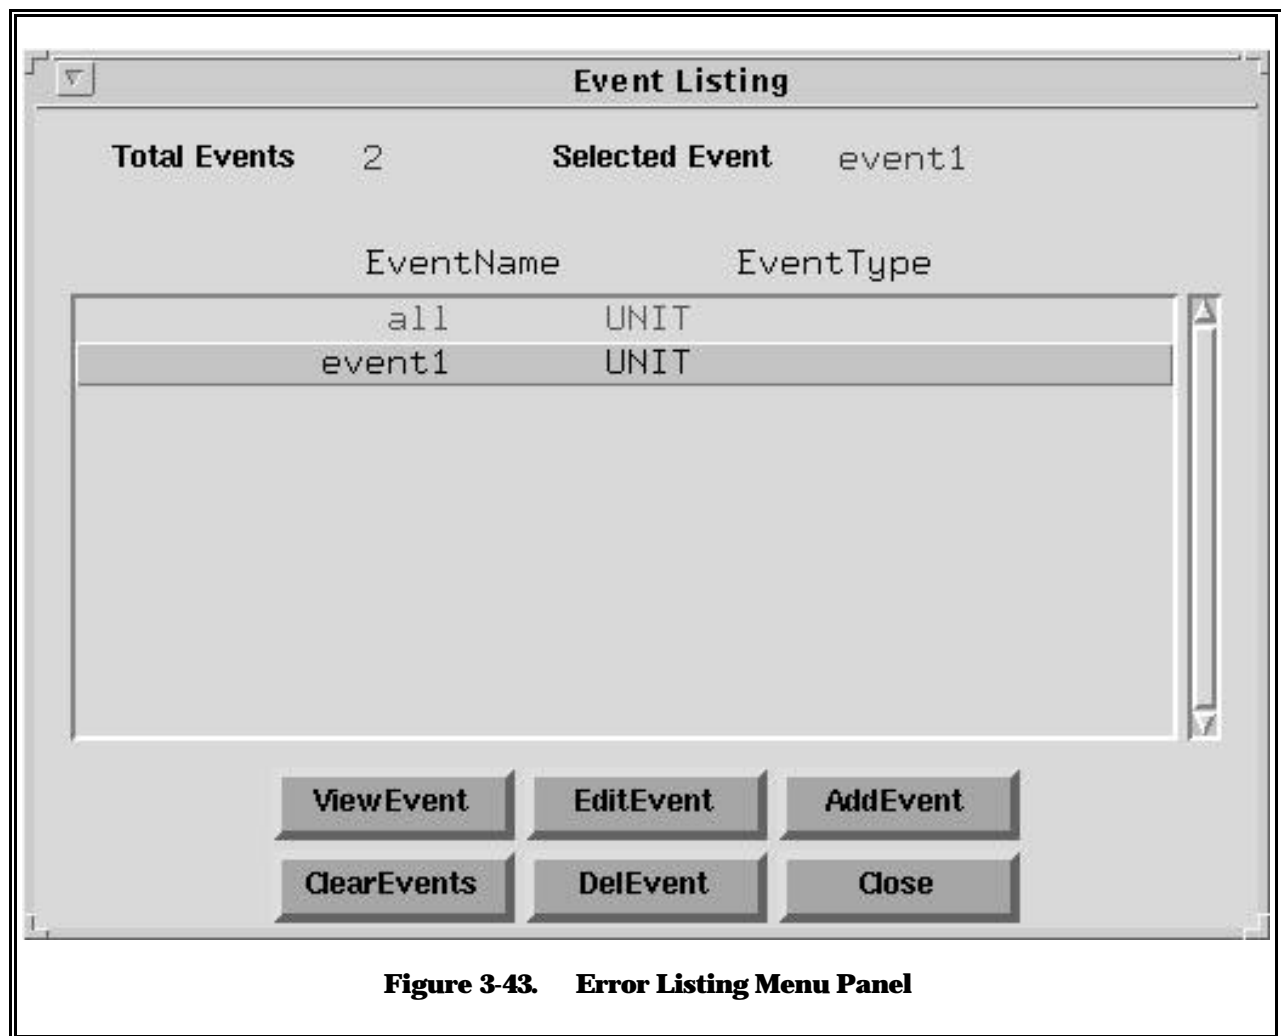 Event Listing
Total Events 2 Selected Event event1
EventName EventType
all UNIT
event1 UNIT
ViewEvent EditEvent AddEvent
ClearEvents DelEvent Close
Figure 3-43. Error Listing Menu Panel